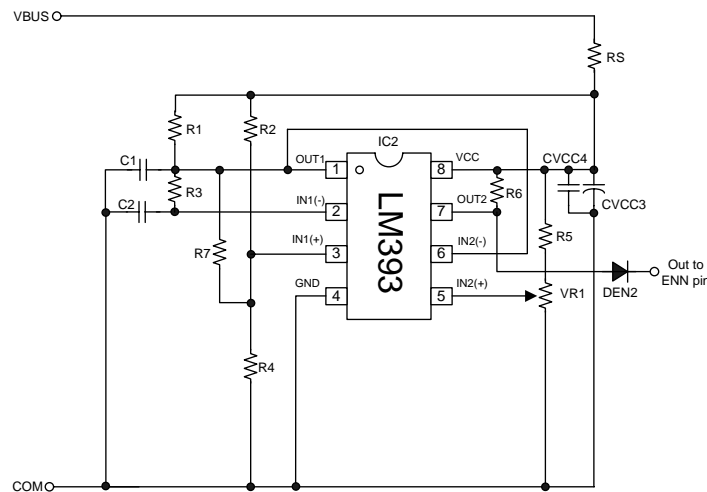 VBUS
RS
R1
R2
IC2
C1
OUT1
1
8
VCC
CVCC4
R3
R6
CVCC3
C2
IN1(-)
2
LM393
7
OUT2
R5
R7
IN1(+)
3
6
IN2(-)
Out to
ENN pin
GND
4
5
IN2(+)
VR1
DEN2
R4
COM